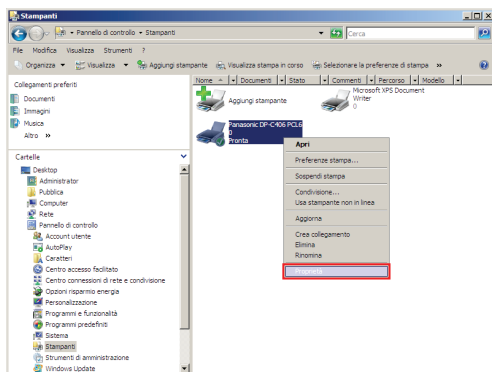 Stampanti
Pannello di controllo Stampanti
Cerca
File Modifica Visualizza Strumenti ?
Organizza Visualizza Aggiungi stampante Visualizza stampa in corso Selezionare le preferenze di stampa »
Collegamenti preferiti
Documenti
Immagini
Musica
Altro »
Cartelle
Desktop
Administrator
Pubblica
Computer
Rete
Pannello di controllo
Account utente
AutoPlay
Caratteri
Centro accesso facilitato
Centro connessioni di rete e condivisione
Opzioni risparmio energia
Personalizzazione
Programmi e funzionalità
Programmi predefiniti
Sistema
Stampanti
Strumenti di amministrazione
Windows Update
Nome Documenti Stato Commenti Percorso Modello
Aggiungi stampante
Microsoft XPS Document
Writer
0
Panasonic DP-C406 PCL6
0
Pronta
Apri
Preferenze stampa...
Sospendi stampa
Condivisione...
Usa stampante non in linea
Aggiorna
Crea collegamento
Elimina
Rinomina
Proprietà